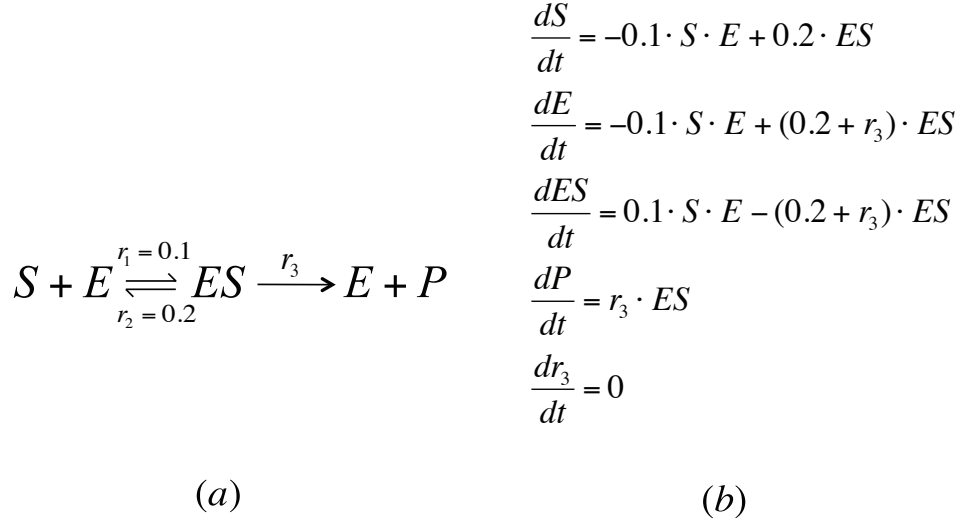 S + E r₁ = 0.1 ⇌ r₂ = 0.2 ES r₃ → E + P
(a)
dS/dt = −0.1· S· E + 0.2· ES
dE/dt = −0.1· S· E + (0.2 + r₃)· ES
dES/dt = 0.1· S· E − (0.2 + r₃)· ES
dP/dt = r₃ · ES
dr₃/dt = 0
(b)